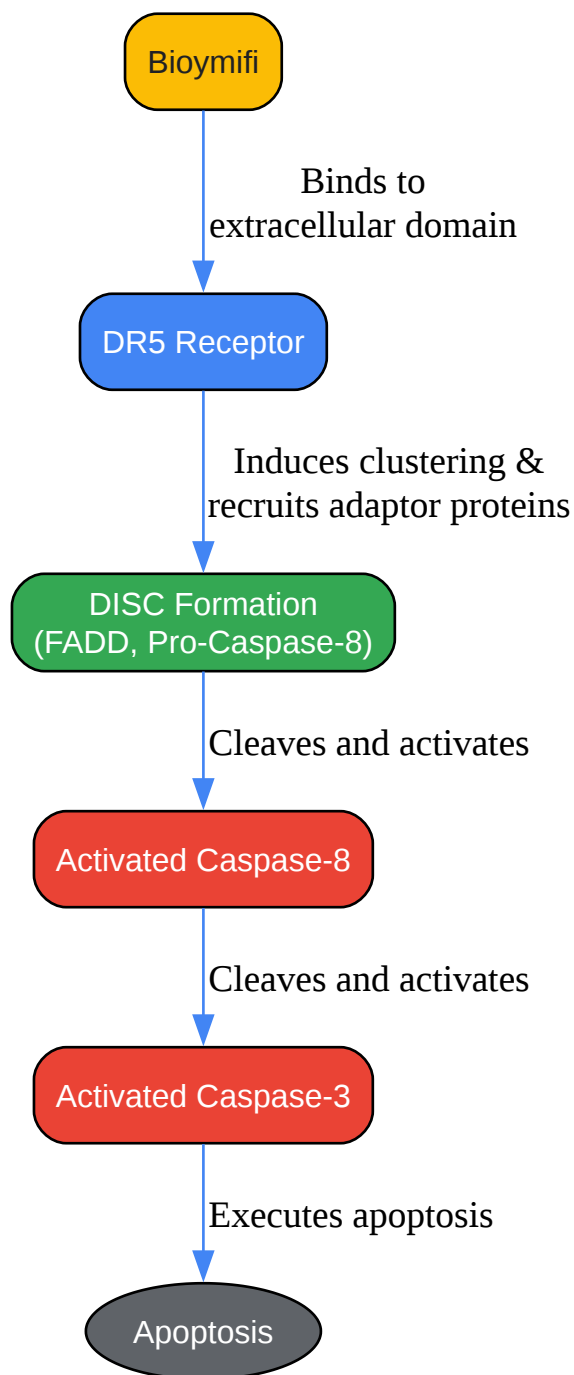 Bioymifi
Binds to
extracellular domain
DR5 Receptor
Induces clustering &
recruits adaptor proteins
DISC Formation
(FADD, Pro-Caspase-8)
Cleaves and activates
Activated Caspase-8
Cleaves and activates
Activated Caspase-3
Executes apoptosis
Apoptosis